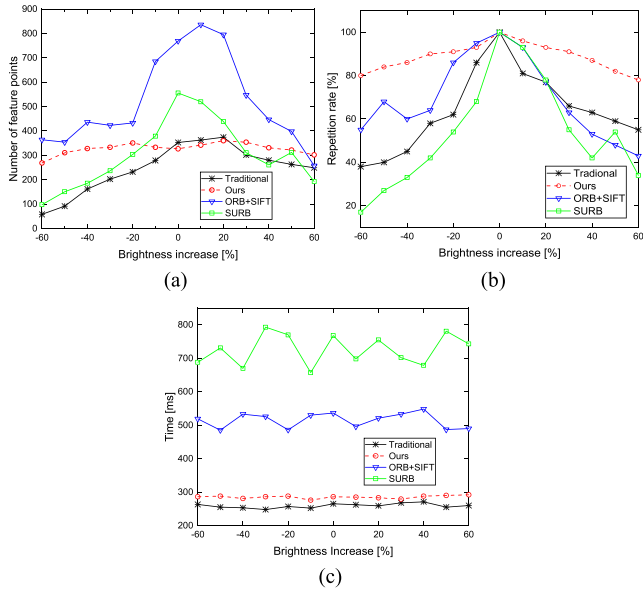 Number of feature points
900
800
700
600
500
400
300
200
100
0
-60 -40 -20 0 20 40 60
Brightness increase [%]
Traditional
Ours
ORB+SIFT
SURB
(a)
Repetition rate [%]
100
80
60
40
20
-60 -40 -20 0 20 40 60
Brightness increase [%]
Traditional
Ours
ORB+SIFT
SURB
(b)
Time [ms]
800
700
600
500
400
300
200
-60 -40 -20 0 20 40 60
Brightness Increase [%]
Traditional
Ours
ORB+SIFT
SURB
(c)